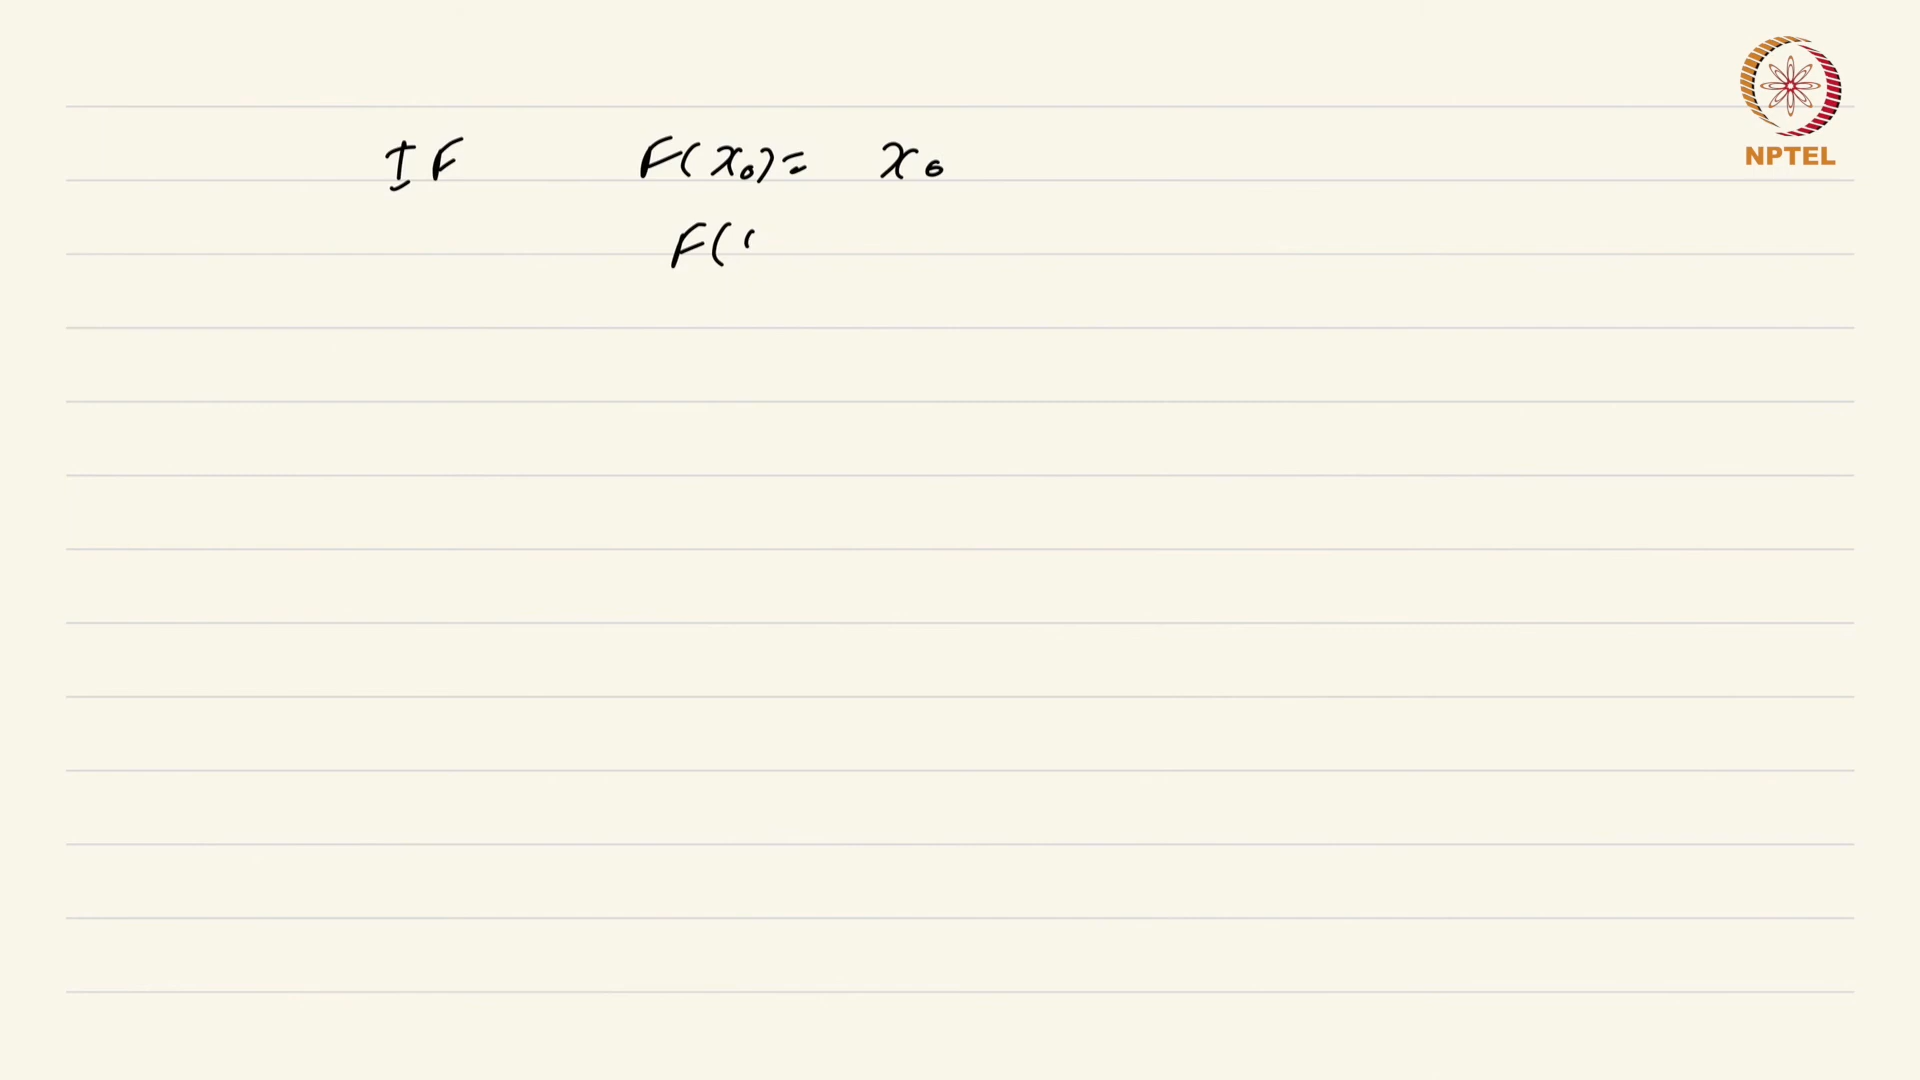 IF F(x₀) = x₀
F(
NPTEL